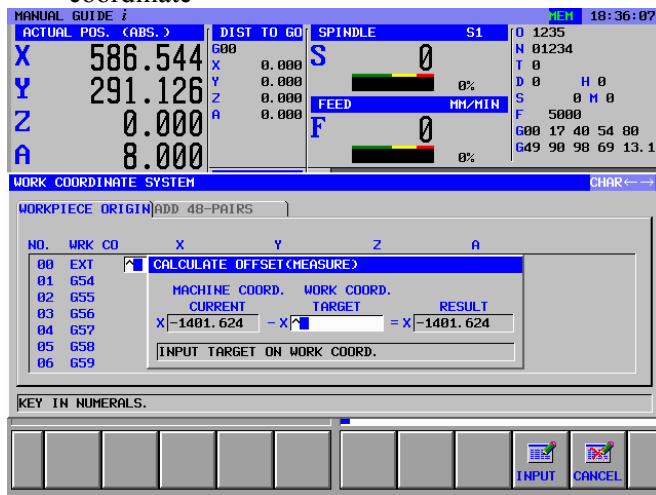 coordinate
MANUAL GUIDE i MEM 18:36:07
ACTUAL POS. (ABS.) DIST TO GO SPINDLE S1 O 1235
X 586.544 G00 S 0 N 01234
X 0.000 T 0
Y 291.126 Y 0.000 0% D 0 H 0
Z 0.000 FEED MM/MIN S 0 M 0
Z 0.000 A 0.000 F 0 F 5000
G00 17 40 54 80
A 8.000 0% G49 90 98 69 13.1
WORK COORDINATE SYSTEM CHAR←→
WORKPIECE ORIGIN ADD 48-PAIRS
NO. WRK CO X Y Z A
00 EXT ^ CALCULATE OFFSET(MEASURE)
01 G54
02 G55 MACHINE COORD. WORK COORD.
03 G56 CURRENT TARGET RESULT
04 G57 X -1401.624 - X ^ = X -1401.624
05 G58
06 G59 INPUT TARGET ON WORK COORD.
KEY IN NUMERALS.
INPUT CANCEL